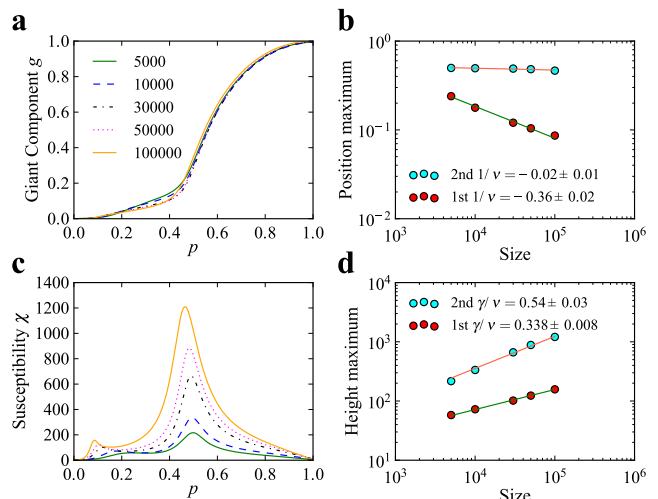 a
Giant Component g
1.0
0.8
0.6
0.4
0.2
0.0
0.0 0.2 0.4 0.6 0.8 1.0
p
5000
10000
30000
50000
100000
b
Position maximum
10^0
10^-1
10^-2
10^3 10^4 10^5 10^6
Size
2nd 1/ν = −0.02 ± 0.01
1st 1/ν = −0.36 ± 0.02
c
Susceptibility χ
1400
1200
1000
800
600
400
200
0
0.0 0.2 0.4 0.6 0.8 1.0
p
d
Height maximum
10^4
10^3
10^2
10^1
10^3 10^4 10^5 10^6
Size
2nd γ/ν = 0.54 ± 0.03
1st γ/ν = 0.338 ± 0.008